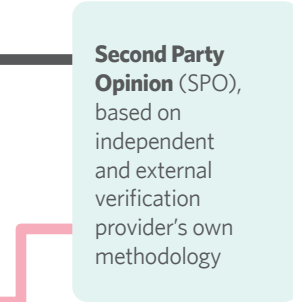 Second Party
Opinion (SPO),
based on
independent
and external
verification
provider's own
methodology